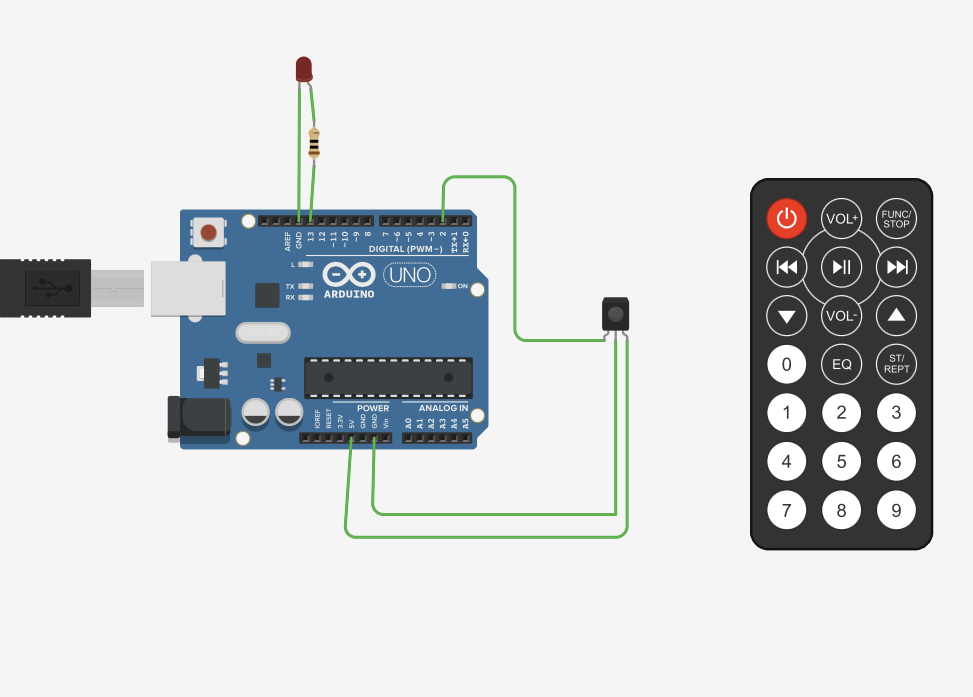 AREF
GND
13
12
~11
~10
~9
8
7
~6
~5
~4
~3
2
TX→1
RX←0
DIGITAL (PWM ~)
L
TX
RX
ARDUINO
UNO
ON
POWER
ANALOG IN
IOREF
RESET
3.3V
5V
GND
GND
Vin
A0
A1
A2
A3
A4
A5
VOL+
FUNC/
STOP
VOL-
0
EQ
ST/
REPT
1
2
3
4
5
6
7
8
9